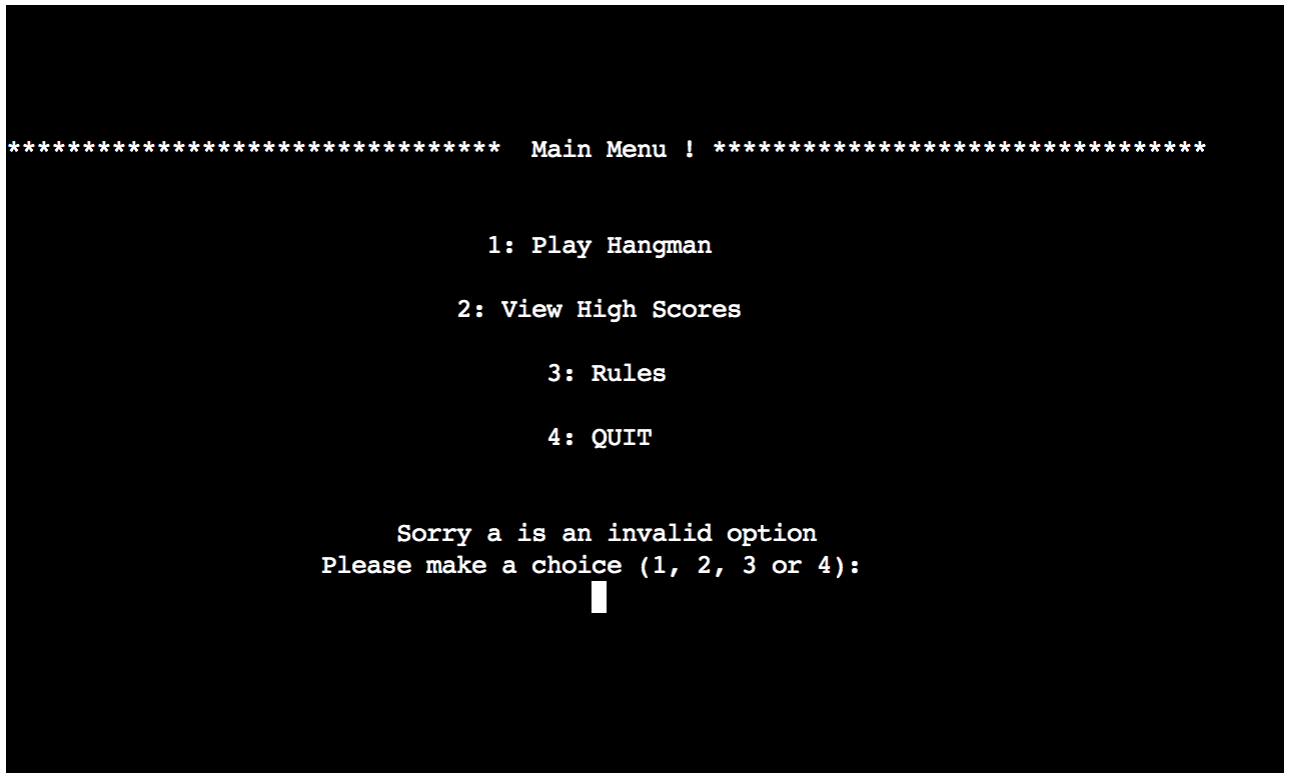 ********************************* Main Menu ! *********************************
1: Play Hangman
2: View High Scores
3: Rules
4: QUIT
Sorry a is an invalid option
Please make a choice (1, 2, 3 or 4):